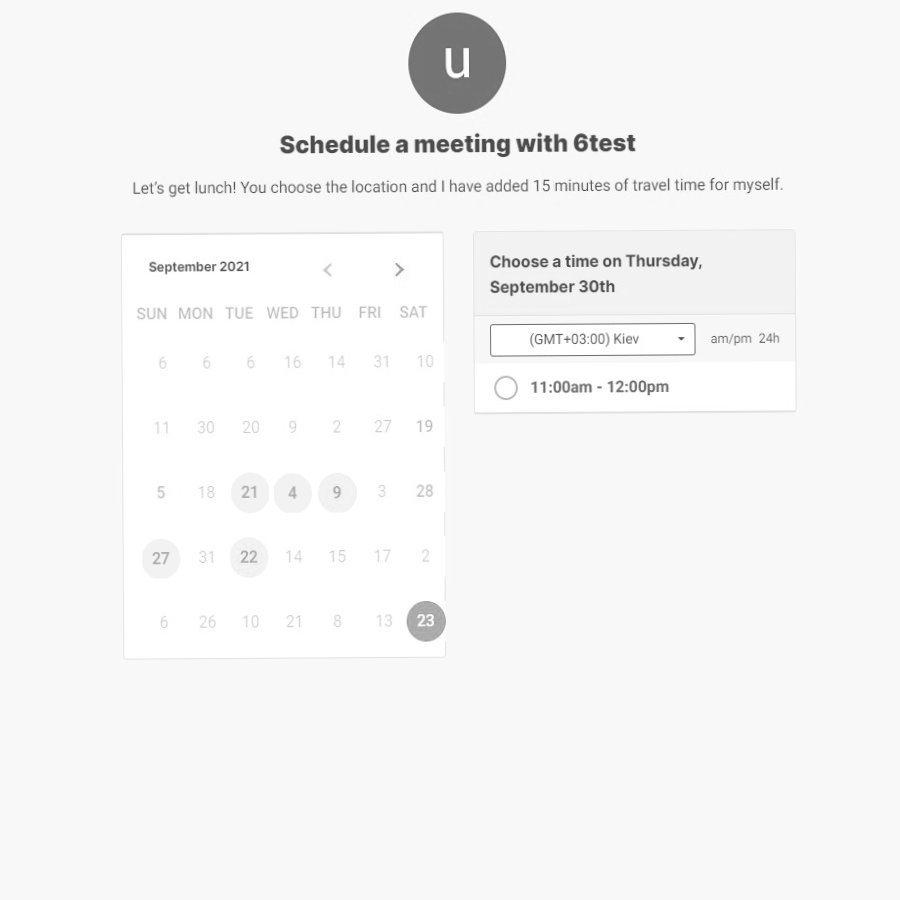 u
Schedule a meeting with 6test
Let's get lunch! You choose the location and I have added 15 minutes of travel time for myself.
September 2021
SUN MON TUE WED THU FRI SAT
6 6 6 16 14 31 10
11 30 20 9 2 27 19
5 18 21 4 9 3 28
27 31 22 14 15 17 2
6 26 10 21 8 13 23
Choose a time on Thursday,
September 30th
(GMT+03:00) Kiev am/pm 24h
11:00am - 12:00pm